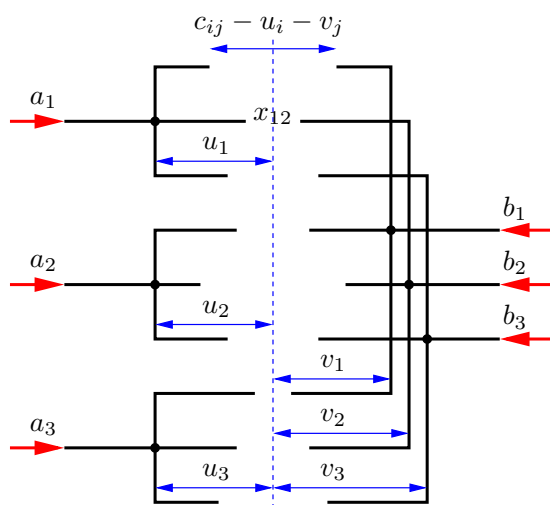 $c_{ij} - u_i - v_j$
$a_1$
$x_{12}$
$u_1$
$b_1$
$a_2$
$b_2$
$u_2$
$b_3$
$v_1$
$v_2$
$a_3$
$u_3$
$v_3$